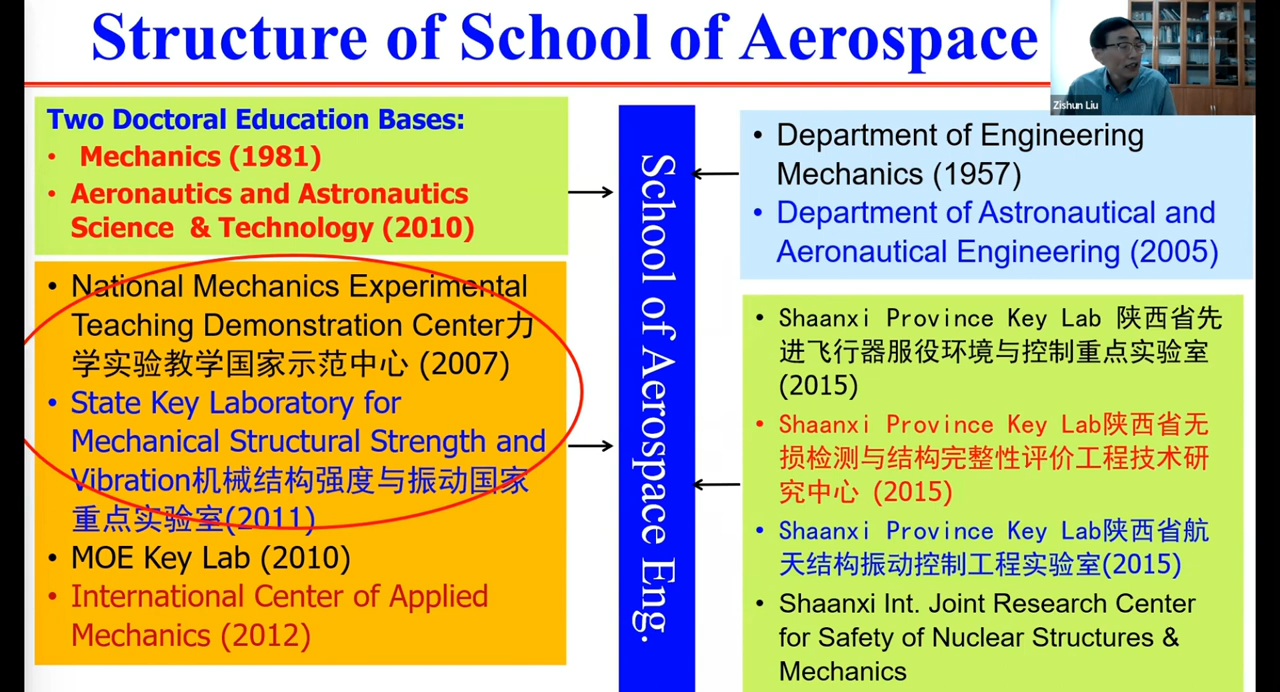 Structure of School of Aerospace
Zishun Liu
Two Doctoral Education Bases:
• Mechanics (1981)
• Aeronautics and Astronautics
Science & Technology (2010)
• National Mechanics Experimental
Teaching Demonstration Center力
学实验教学国家示范中心 (2007)
• State Key Laboratory for
Mechanical Structural Strength and
Vibration机械结构强度与振动国家
重点实验室(2011)
• MOE Key Lab (2010)
• International Center of Applied
Mechanics (2012)
School of Aerospace Eng.
• Department of Engineering
Mechanics (1957)
• Department of Astronautical and
Aeronautical Engineering (2005)
• Shaanxi Province Key Lab 陕西省先
进飞行器服役环境与控制重点实验室
(2015)
• Shaanxi Province Key Lab陕西省无
损检测与结构完整性评价工程技术研
究中心 (2015)
• Shaanxi Province Key Lab陕西省航
天结构振动控制工程实验室(2015)
• Shaanxi Int. Joint Research Center
for Safety of Nuclear Structures &
Mechanics